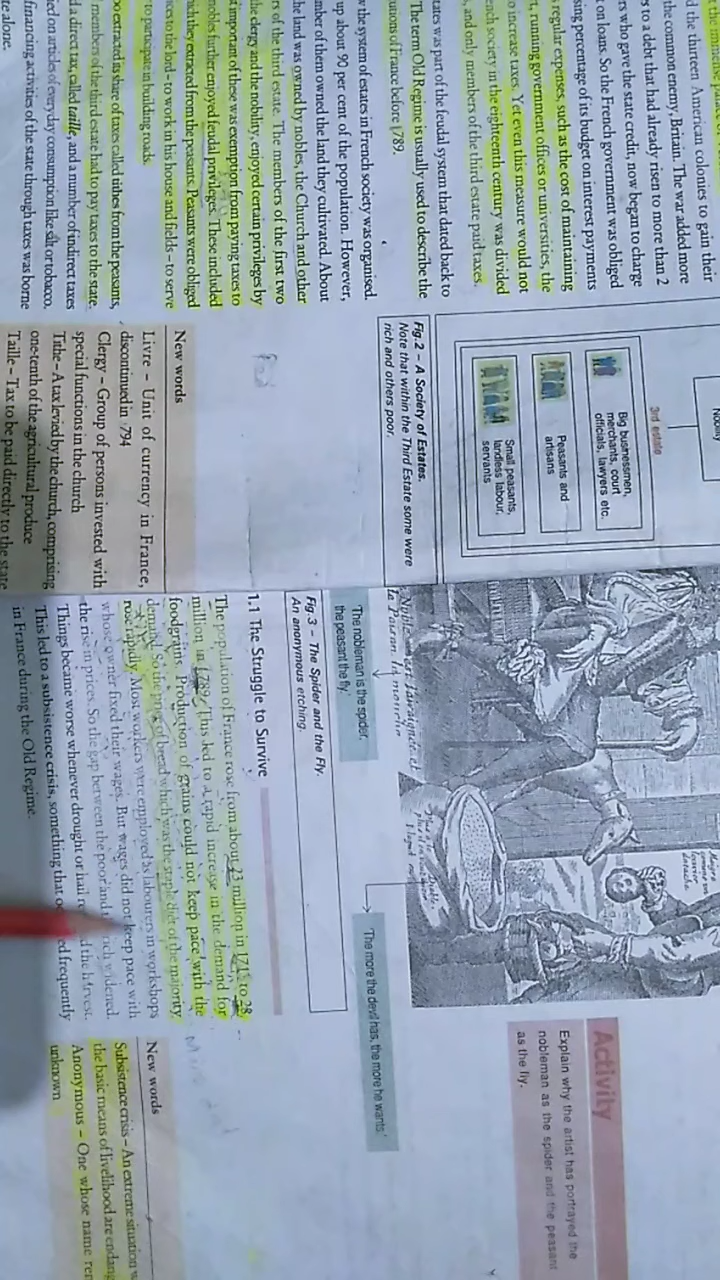 d the thirteen American colonies to gain their
the common enemy, Britain. The war added more
s to a debt that had already risen to more than 2
rs who gave the state credit, now began to charge
on loans. So the French government was obliged
ing percentage of its budget on interest payments
regular expenses, such as the cost of maintaining
t, running government offices or universities, the
o increase taxes. Yet even this measure would not
ench society in the eighteenth century was divided
, and only members of the third estate paid taxes.
tates was part of the feudal system that dated back to
The term Old Regime is usually used to describe the
utions of France before 1789.
w the system of estates in French society was organised.
up about 90 per cent of the population. However,
mber of them owned the land they cultivated. About
he land was owned by nobles, the Church and other
rs of the third estate. The members of the first two
he clergy and the nobility, enjoyed certain privileges by
t important of these was exemption from paying taxes to
nobles further enjoyed feudal privileges. These included
ich they extracted from the peasants. Peasants were obliged
ices to the lord – to work in his house and fields – to serve
to participate in building roads.
oo extracted its share of taxes called tithes from the peasants,
members of the third estate had to pay taxes to the state.
d a direct tax, called taille, and a number of indirect taxes
ed on articles of everyday consumption like salt or tobacco.
financing activities of the state through taxes was borne
te alone.
Nobility
3rd estate
Big businessmen,
merchants, court
officials, lawyers etc.
Peasants and
artisans
Small peasants,
landless labour,
servants
Fig.2 – A Society of Estates.
Note that within the Third Estate some were
rich and others poor.
New words
Livre – Unit of currency in France,
discontinued in 1794
Clergy – Group of persons invested with
special functions in the church
Tithe – A tax levied by the church, comprising
one-tenth of the agricultural produce
Taille – Tax to be paid directly to the state
'The nobleman is the spider,
the peasant the fly.'
'The more the devil has, the more he wants.'
Fig 3 – The Spider and the Fly.
An anonymous etching.
1.1 The Struggle to Survive
The population of France rose from about 23 million in 1715 to 28
million in 1789. This led to a rapid increase in the demand for
foodgrains. Production of grains could not keep pace with the
demand. So the price of bread which was the staple diet of the majority
rose rapidly. Most workers were employed as labourers in workshops
whose owner fixed their wages. But wages did not keep pace with
the rise in prices. So the gap between the poor and the rich widened.
Things became worse whenever drought or hail re d the harvest.
This led to a subsistence crisis, something that oc ed frequently
in France during the Old Regime.
Activity
Explain why the artist has portrayed the
nobleman as the spider and the peasant
as the fly.
New words
Subsistence crisis – An extreme situation w
the basic means of livelihood are endang
Anonymous – One whose name re
unknown